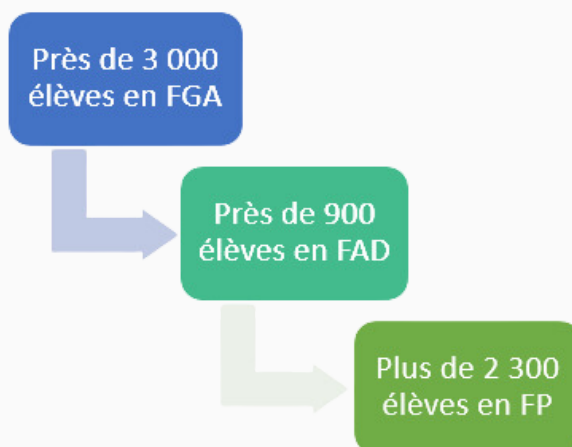 Près de 3 000
élèves en FGA
Près de 900
élèves en FAD
Plus de 2 300
élèves en FP